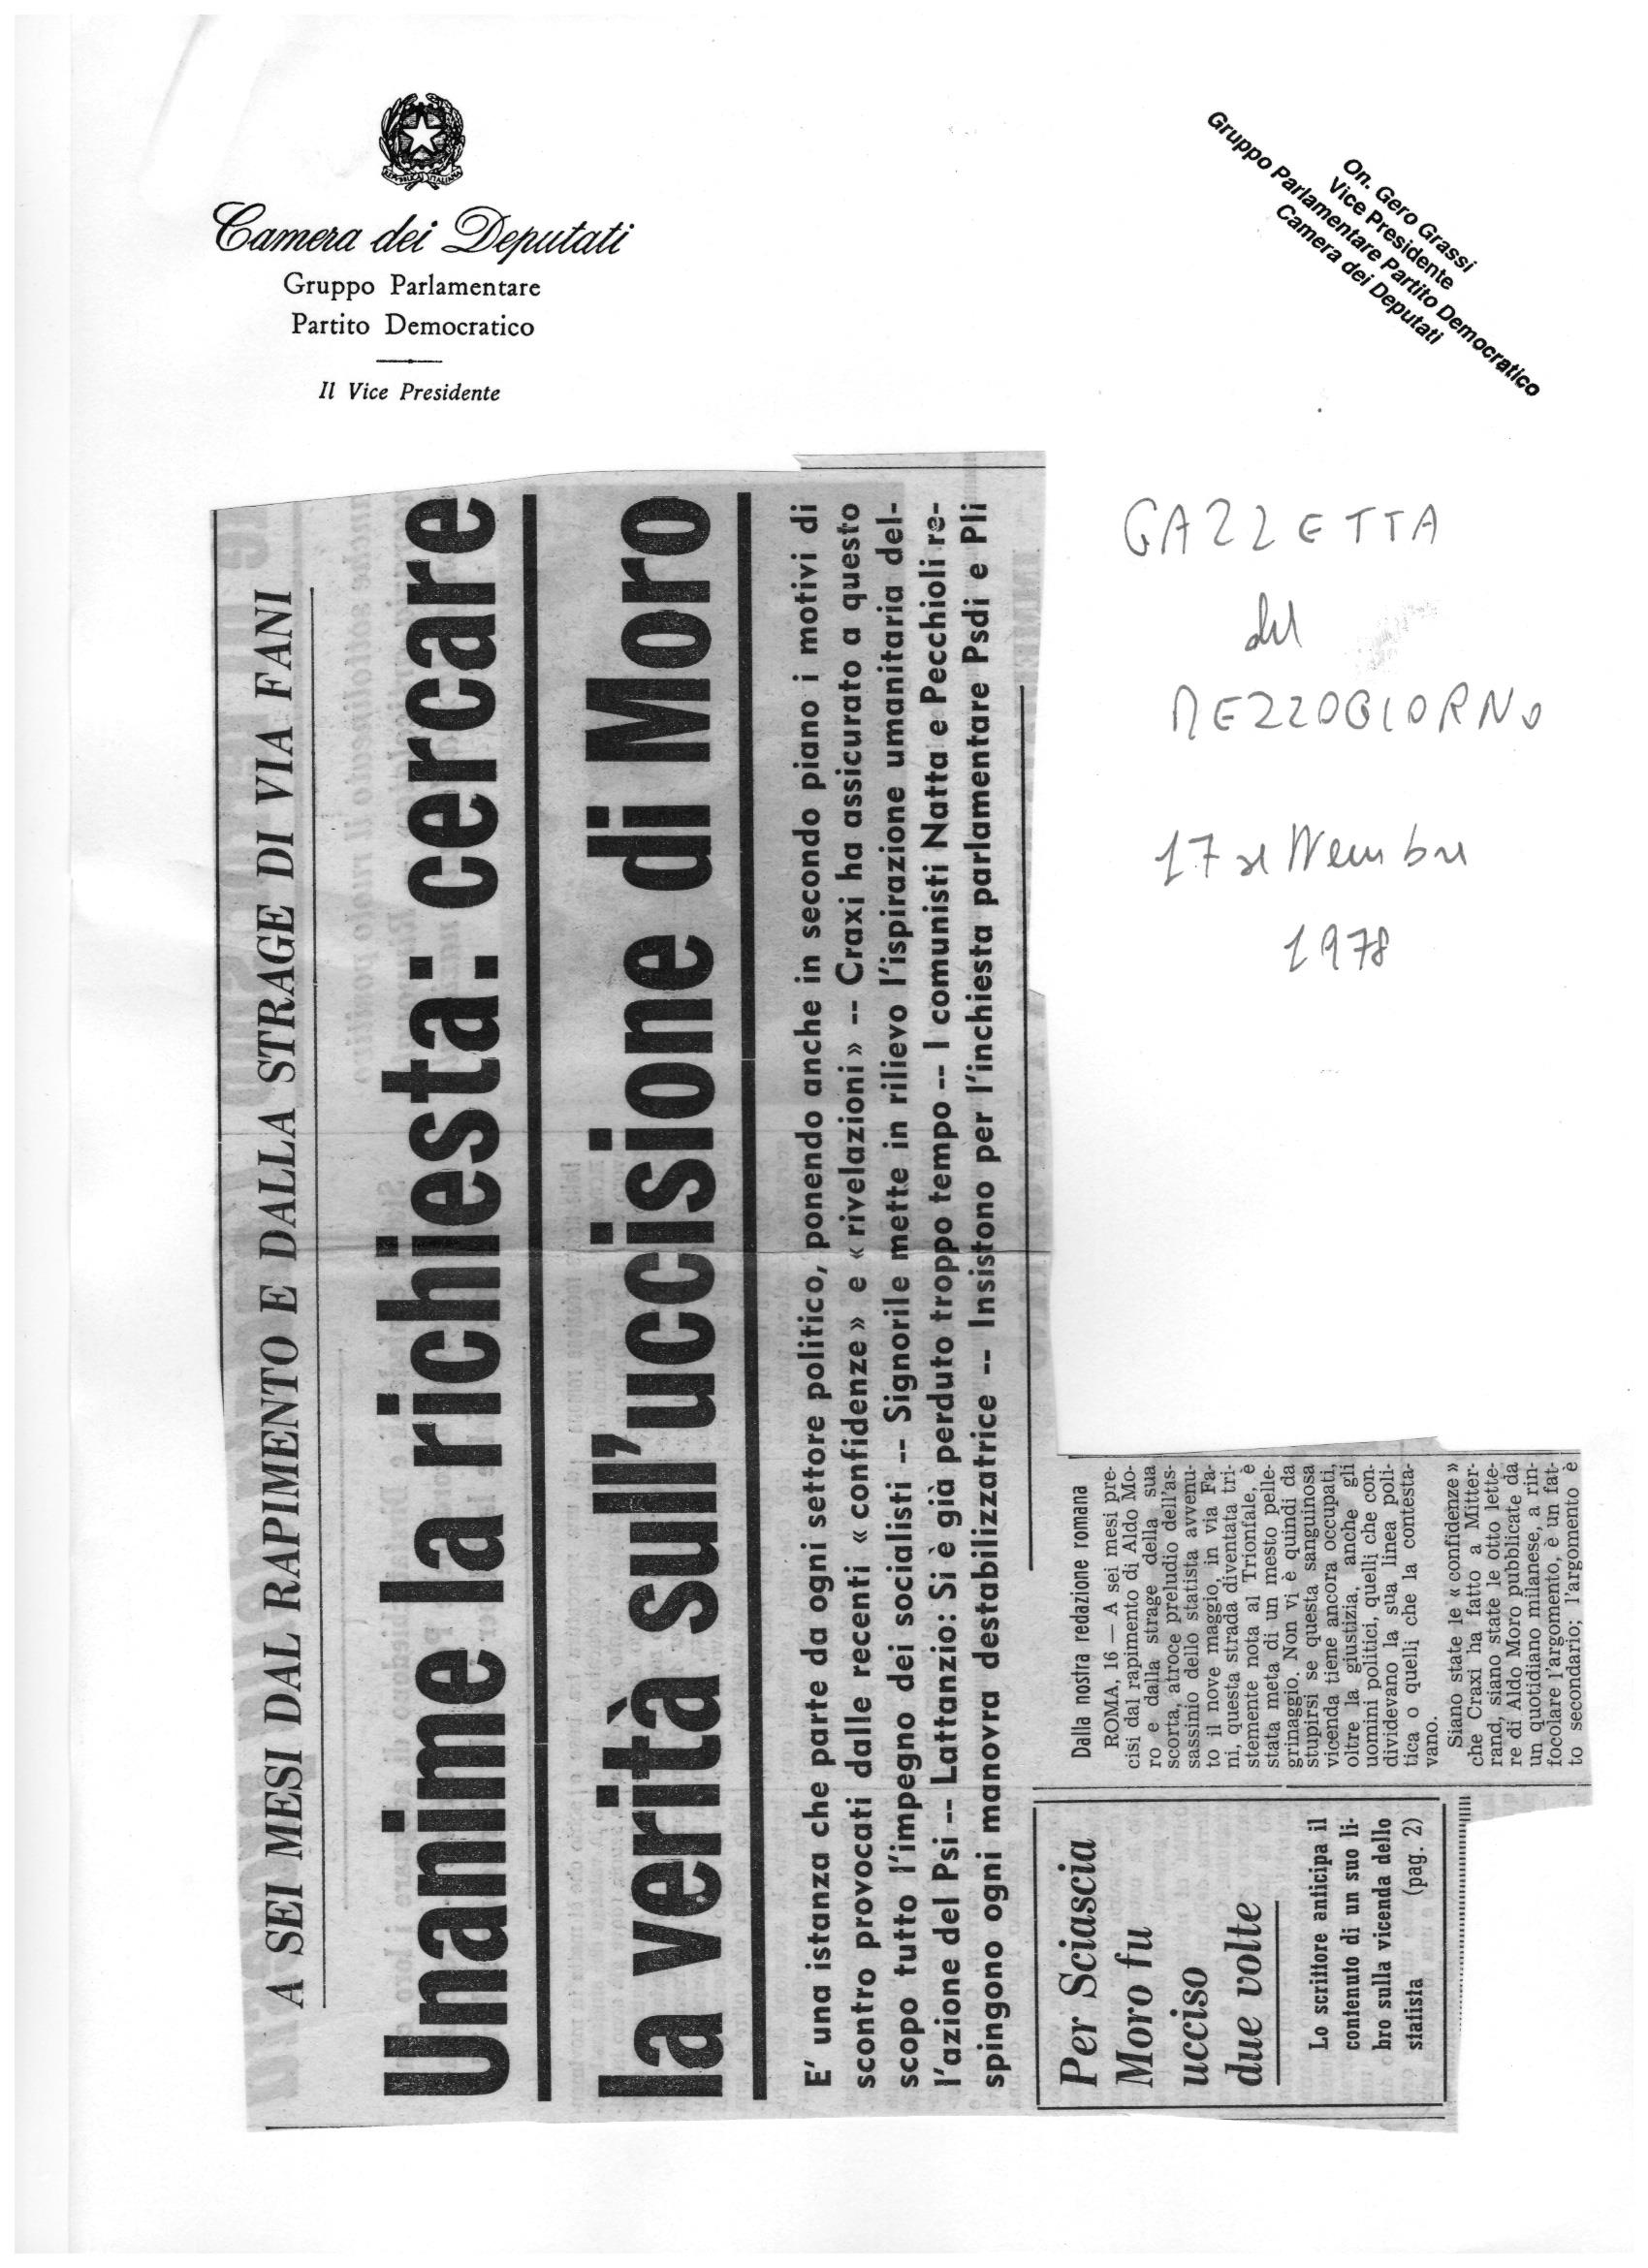 REPUBBLICA ITALIANA
Camera dei Deputati
Gruppo Parlamentare
Partito Democratico
Il Vice Presidente
On. Gero Grassi
Vice Presidente
Gruppo Parlamentare Partito Democratico
Camera dei Deputati
A SEI MESI DAL RAPIMENTO E DALLA STRAGE DI VIA FANI
Unanime la richiesta: cercare
la verità sull'uccisione di Moro
E' una istanza che parte da ogni settore politico, ponendo anche in secondo piano i motivi di
scontro provocati dalle recenti « confidenze » e « rivelazioni » -- Craxi ha assicurato a questo
scopo tutto l'impegno dei socialisti -- Signorile mette in rilievo l'ispirazione umanitaria del-
l'azione del Psi -- Lattanzio: Si è già perduto troppo tempo -- I comunisti Natta e Pecchioli re-
spingono ogni manovra destabilizzatrice -- Insistono per l'inchiesta parlamentare Psdi e Pli
Per Sciascia
Moro fu
ucciso
due volte
Lo scrittore anticipa il
contenuto di un suo li-
bro sulla vicenda dello
statista (pag. 2)
Dalla nostra redazione romana
ROMA, 16 — A sei mesi pre-
cisi dal rapimento di Aldo Mo-
ro e dalla strage della sua
scorta, atroce preludio dell'as-
sassinio dello statista avvenu-
to il nove maggio, in via Fa-
ni, questa strada diventata tri-
stemente nota al Trionfale, è
stata meta di un mesto pelle-
grinaggio. Non vi è quindi da
stupirsi se questa sanguinosa
vicenda tiene ancora occupati,
oltre la giustizia, anche gli
uomini politici, quelli che con-
dividevano la sua linea poli-
tica o quelli che la contesta-
vano.
Siano state le « confidenze »
che Craxi ha fatto a Mitter-
rand, siano state le otto lette-
re di Aldo Moro pubblicate da
un quotidiano milanese, a rin-
focolare l'argomento, è un fat-
to secondario; l'argomento è
GAZZETTA
del
MEZZOGIORNO
17 settembre
1978